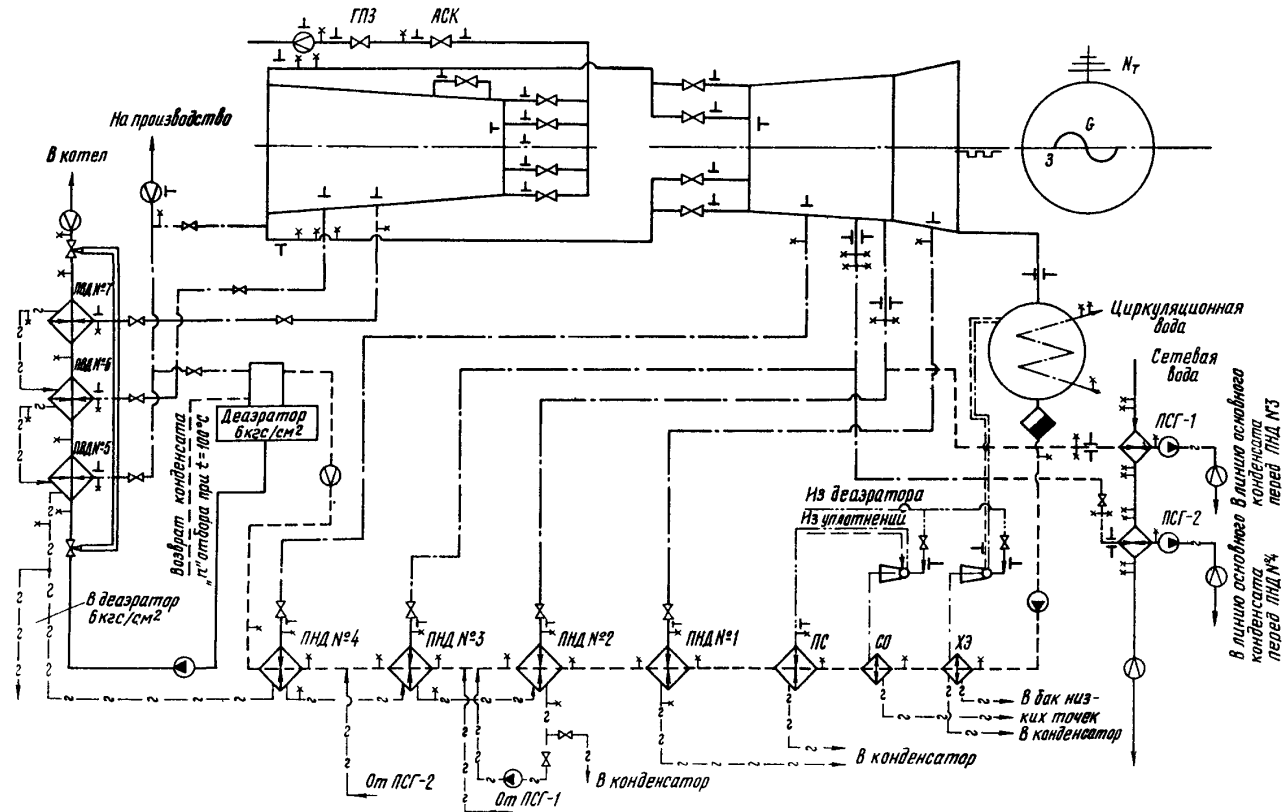 ГПЗ
АСК
Nт
G
3
На производство
В котел
ПВД №7
ПВД №6
ПВД №5
Деаэратор
6кгс/см²
Возврат конденсата
„п" отбора при t=100°С
В деаэратор
6кгс/см²
Циркуляционная
вода
Сетевая
вода
ПСГ-1
ПСГ-2
В линию основного
конденсата
перед ПНД №3
В линию основного
конденсата
перед ПНД №4
Из деаэратора
Из уплотнений
ПНД №4
ПНД №3
ПНД №2
ПНД №1
ПС
СО
ХЭ
В бак низ-
ких точек
В конденсатор
В конденсатор
В конденсатор
От ПСГ-2
От ПСГ-1